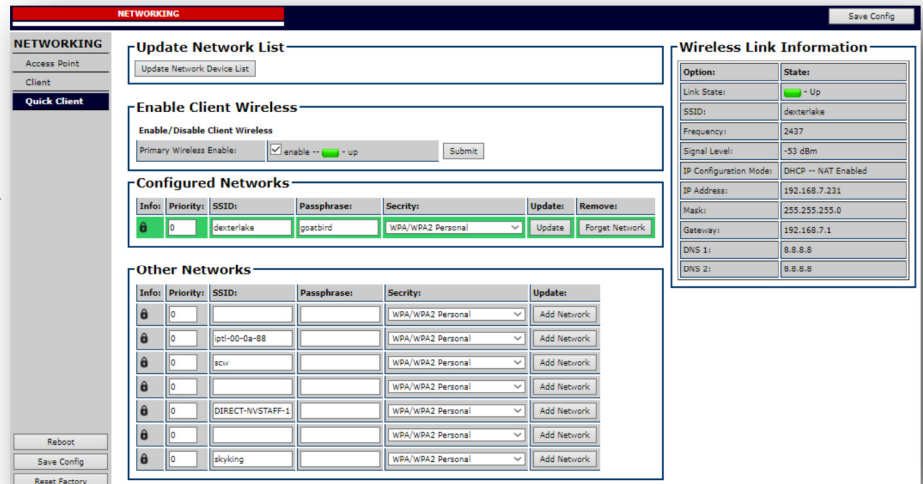 NETWORKING
Save Config
NETWORKING
Access Point
Client
Quick Client
Reboot
Save Config
Reset Factory
Update Network List
Update Network Device List
Enable Client Wireless
Enable/Disable Client Wireless
Primary Wireless Enable: enable -- - up Submit
Configured Networks
Info: Priority: SSID: Passphrase: Secrity: Update: Remove:
0 dexterlake goatbird WPA/WPA2 Personal Update Forget Network
Other Networks
Info: Priority: SSID: Passphrase: Secrity: Update:
0 WPA/WPA2 Personal Add Network
0 iptl-00-0a-88 WPA/WPA2 Personal Add Network
0 scw WPA/WPA2 Personal Add Network
0 WPA/WPA2 Personal Add Network
0 DIRECT-NVSTAFF-1 WPA/WPA2 Personal Add Network
0 WPA/WPA2 Personal Add Network
0 skyking WPA/WPA2 Personal Add Network
Wireless Link Information
Option: State:
Link State: - Up
SSID: dexterlake
Frequency: 2437
Signal Level: -53 dBm
IP Configuration Mode: DHCP -- NAT Enabled
IP Address: 192.168.7.231
Mask: 255.255.255.0
Gateway: 192.168.7.1
DNS 1: 8.8.8.8
DNS 2: 8.8.8.8